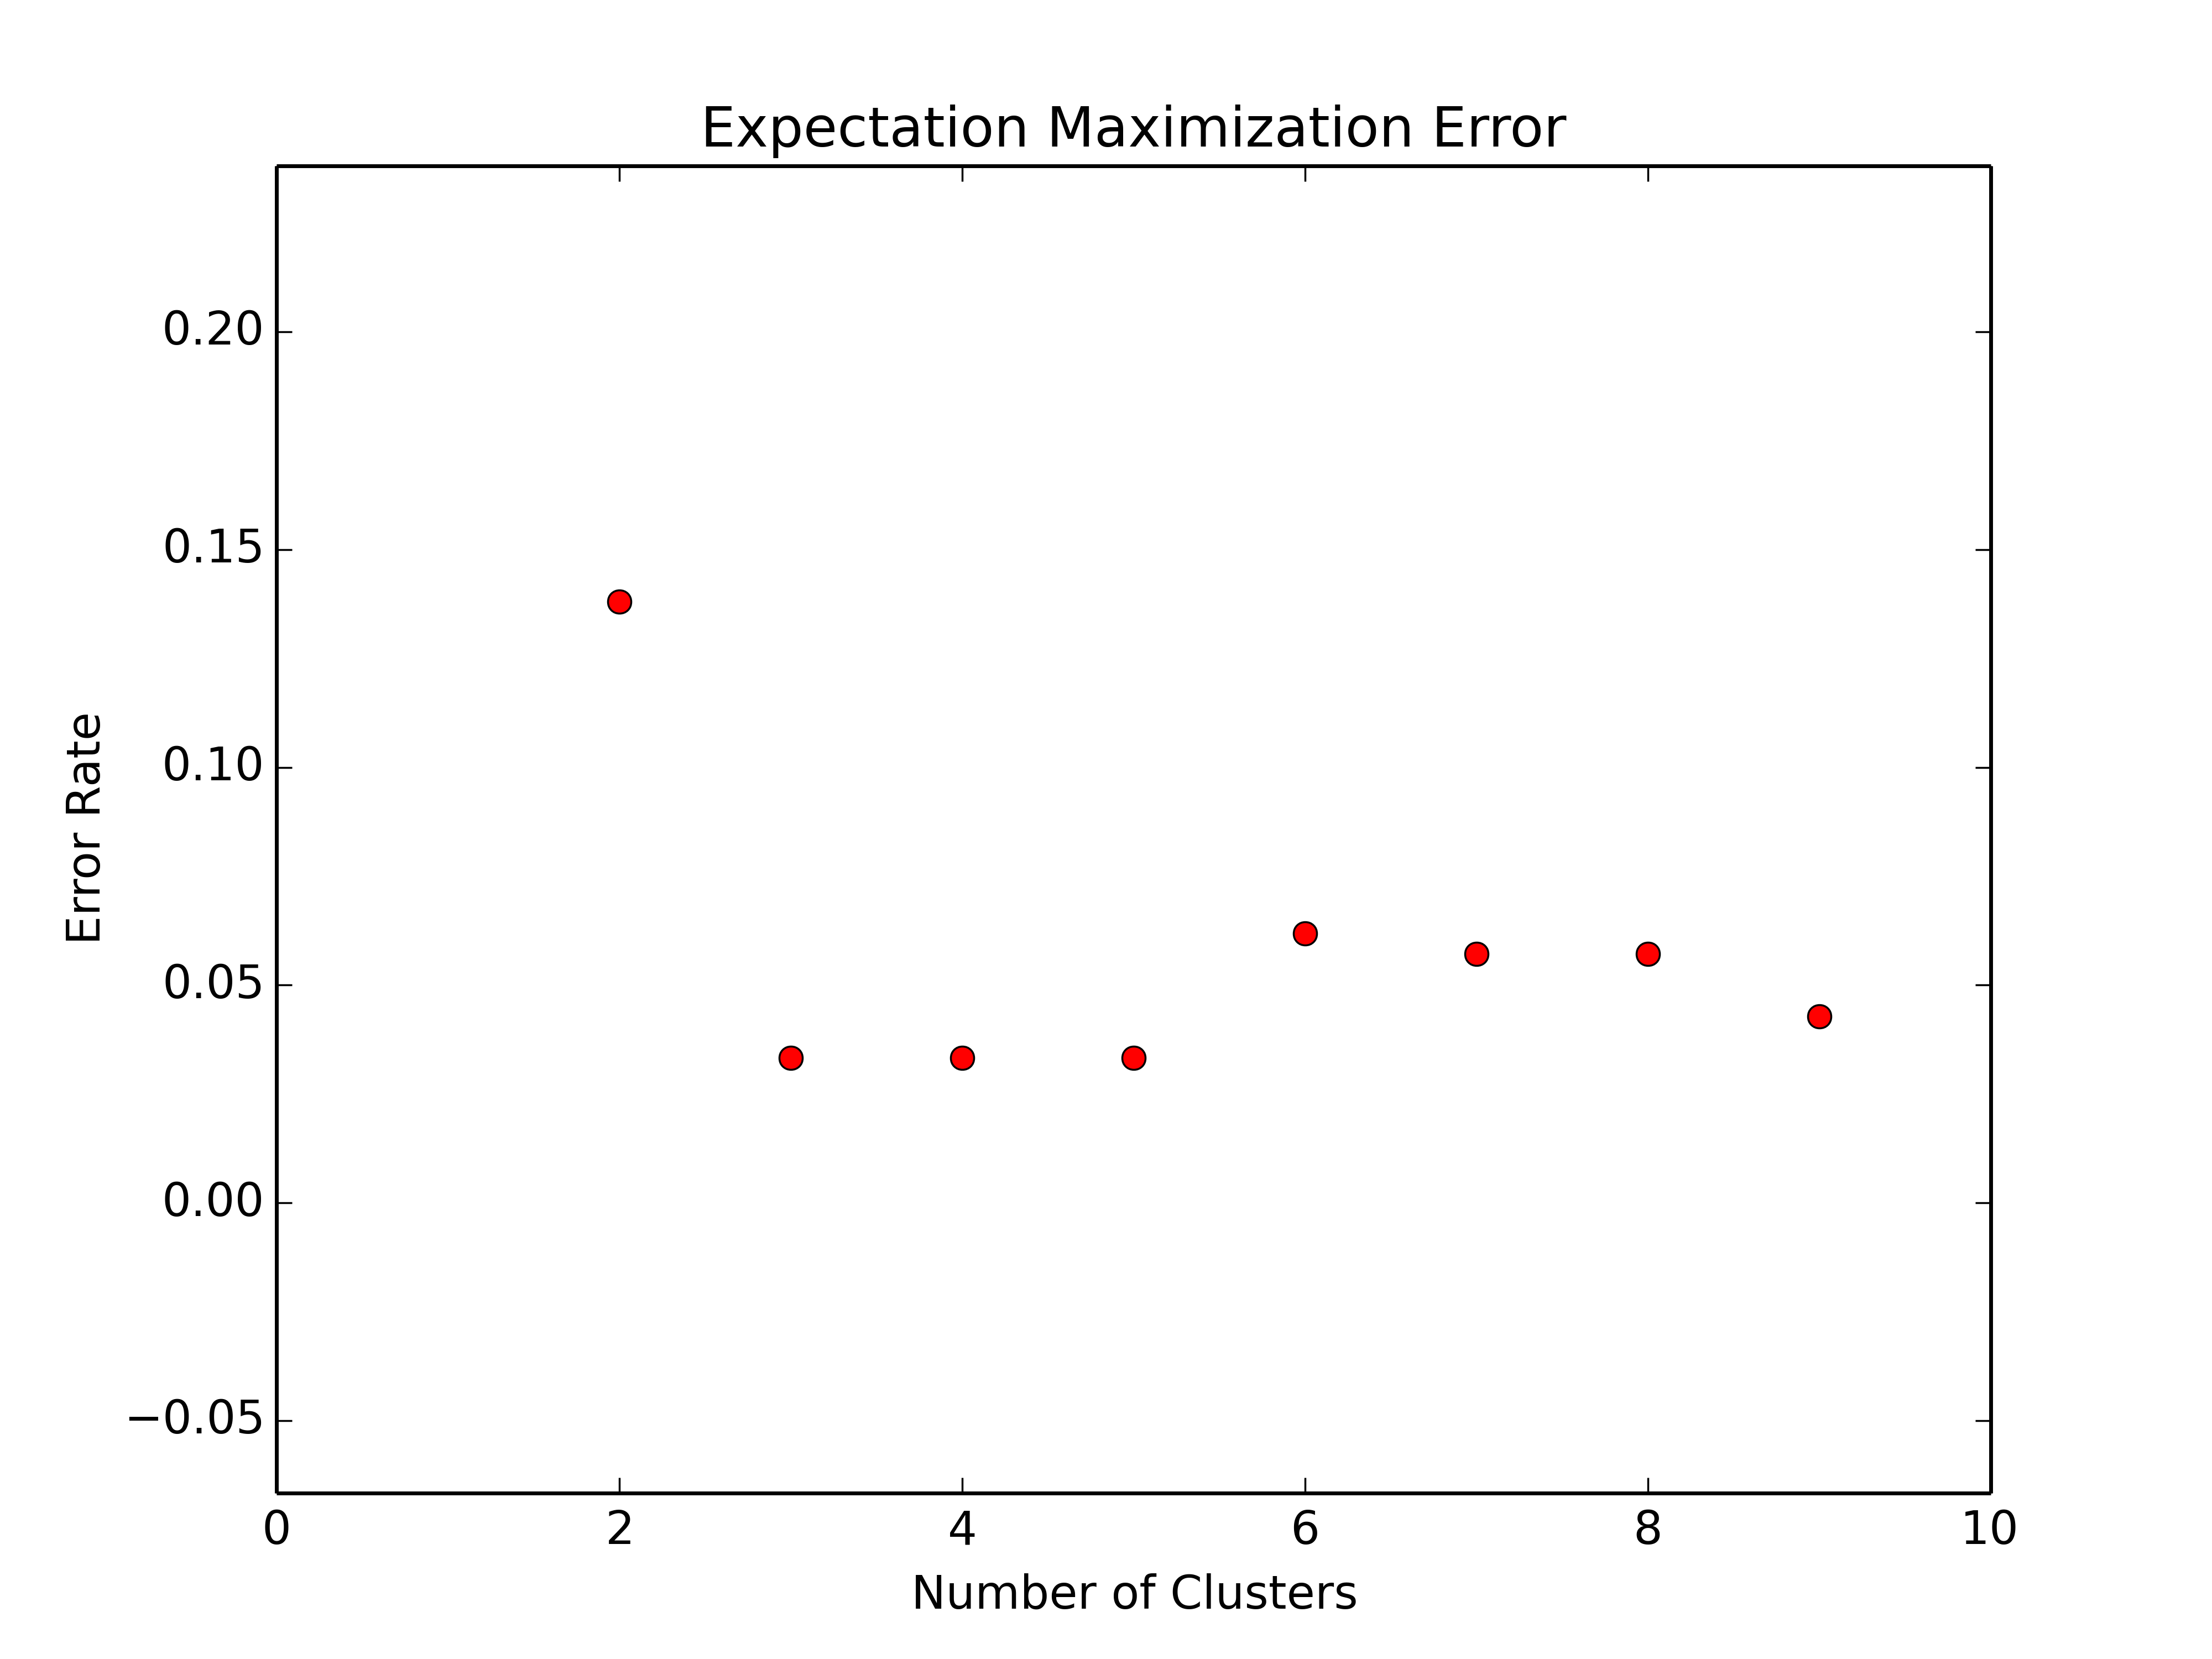 Expectation Maximization Error
0.20
0.15
0.10
0.05
0.00
−0.05
Error Rate
0 2 4 6 8 10
Number of Clusters